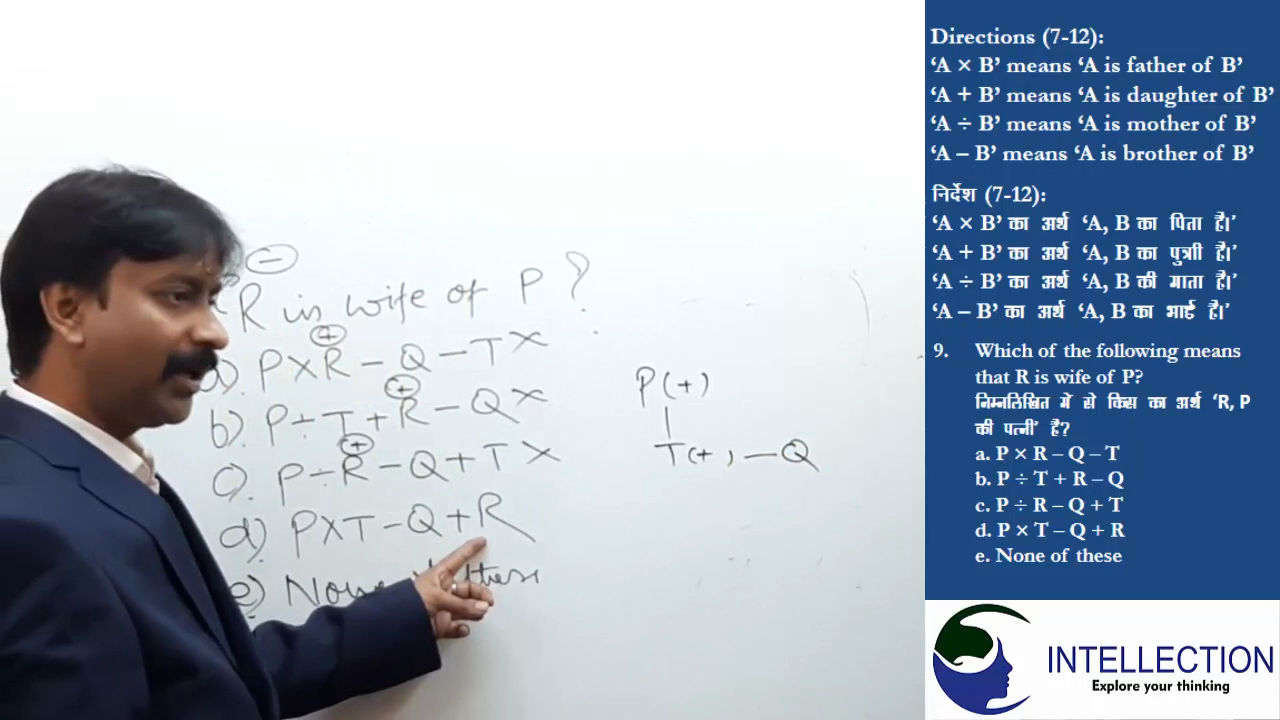 R is wife of P?
a) P×R–Q–T ×
b). P÷T+R–Q ×
c). P÷R–Q+T ×
d) P×T–Q+R
e) None
P(+)
T(+)—Q
Directions (7-12):
‘A × B’ means ‘A is father of B’
‘A + B’ means ‘A is daughter of B’
‘A ÷ B’ means ‘A is mother of B’
‘A – B’ means ‘A is brother of B’
निर्देश (7-12):
‘A × B’ का अर्थ ‘A, B का पिता है।’
‘A + B’ का अर्थ ‘A, B का पुत्राी है।’
‘A ÷ B’ का अर्थ ‘A, B की माता है।’
‘A – B’ का अर्थ ‘A, B का भाई है।’
9. Which of the following means
that R is wife of P?
निम्नलिखित में से किस का अर्थ ‘R, P
की पत्नी’ है?
a. P × R – Q – T
b. P ÷ T + R – Q
c. P ÷ R – Q + T
d. P × T – Q + R
e. None of these
INTELLECTION
Explore your thinking